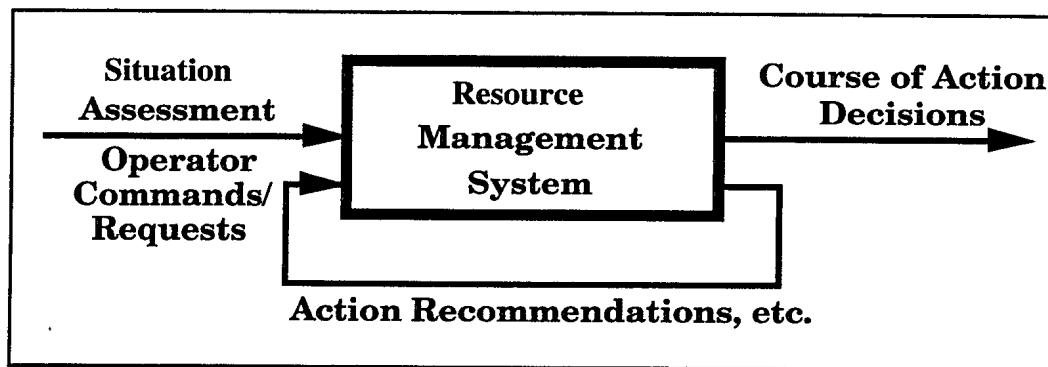 Situation
Assessment
Operator
Commands/
Requests
Resource
Management
System
Course of Action
Decisions
Action Recommendations, etc.